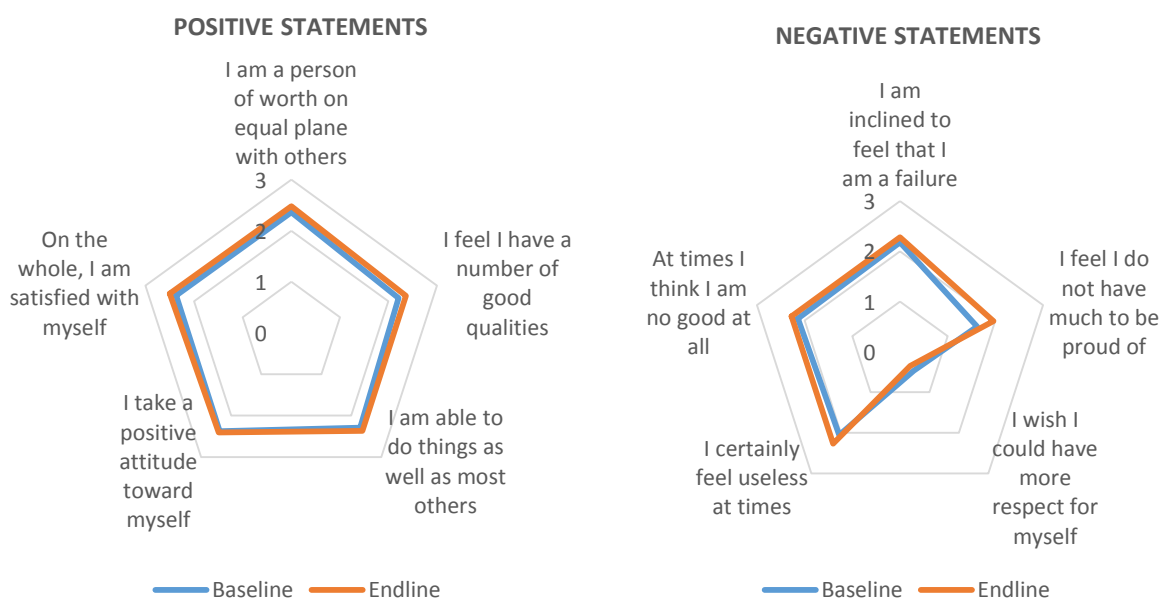 POSITIVE STATEMENTS
I am a person
of worth on
equal plane
with others
3
2
1
0
I feel I have a
number of
good
qualities
I am able to
do things as
well as most
others
I take a
positive
attitude
toward
myself
On the
whole, I am
satisfied with
myself
Baseline
Endline
NEGATIVE STATEMENTS
I am
inclined to
feel that I
am a failure
3
2
1
0
I feel I do
not have
much to be
proud of
I wish I
could have
more
respect for
myself
I certainly
feel useless
at times
At times I
think I am
no good at
all
Baseline
Endline